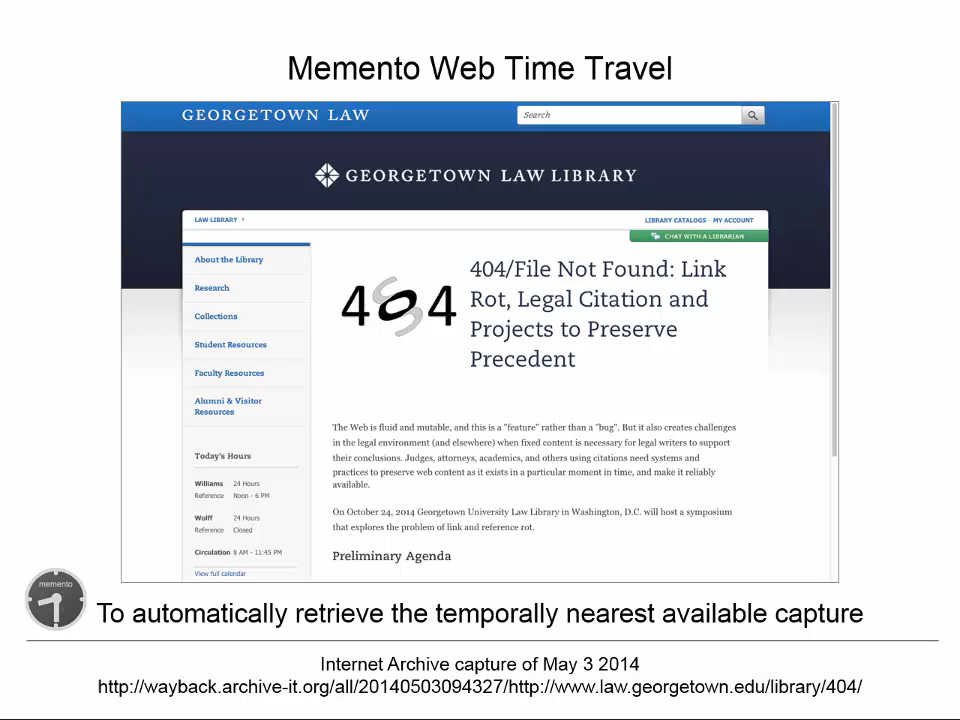 Memento Web Time Travel
GEORGETOWN LAW
Search
GEORGETOWN LAW LIBRARY
LAW LIBRARY ›
LIBRARY CATALOGS - MY ACCOUNT
CHAT WITH A LIBRARIAN
About the Library
Research
Collections
Student Resources
Faculty Resources
Alumni & Visitor
Resources
Today's Hours
Williams 24 Hours
Reference Noon - 6 PM
Wolff 24 Hours
Reference Closed
Circulation 8 AM - 11:45 PM
View full calendar
404
404/File Not Found: Link
Rot, Legal Citation and
Projects to Preserve
Precedent
The Web is fluid and mutable, and this is a "feature" rather than a "bug". But it also creates challenges
in the legal environment (and elsewhere) when fixed content is necessary for legal writers to support
their conclusions. Judges, attorneys, academics, and others using citations need systems and
practices to preserve web content as it exists in a particular moment in time, and make it reliably
available.
On October 24, 2014 Georgetown University Law Library in Washington, D.C. will host a symposium
that explores the problem of link and reference rot.
Preliminary Agenda
memento
To automatically retrieve the temporally nearest available capture
Internet Archive capture of May 3 2014
http://wayback.archive-it.org/all/20140503094327/http://www.law.georgetown.edu/library/404/